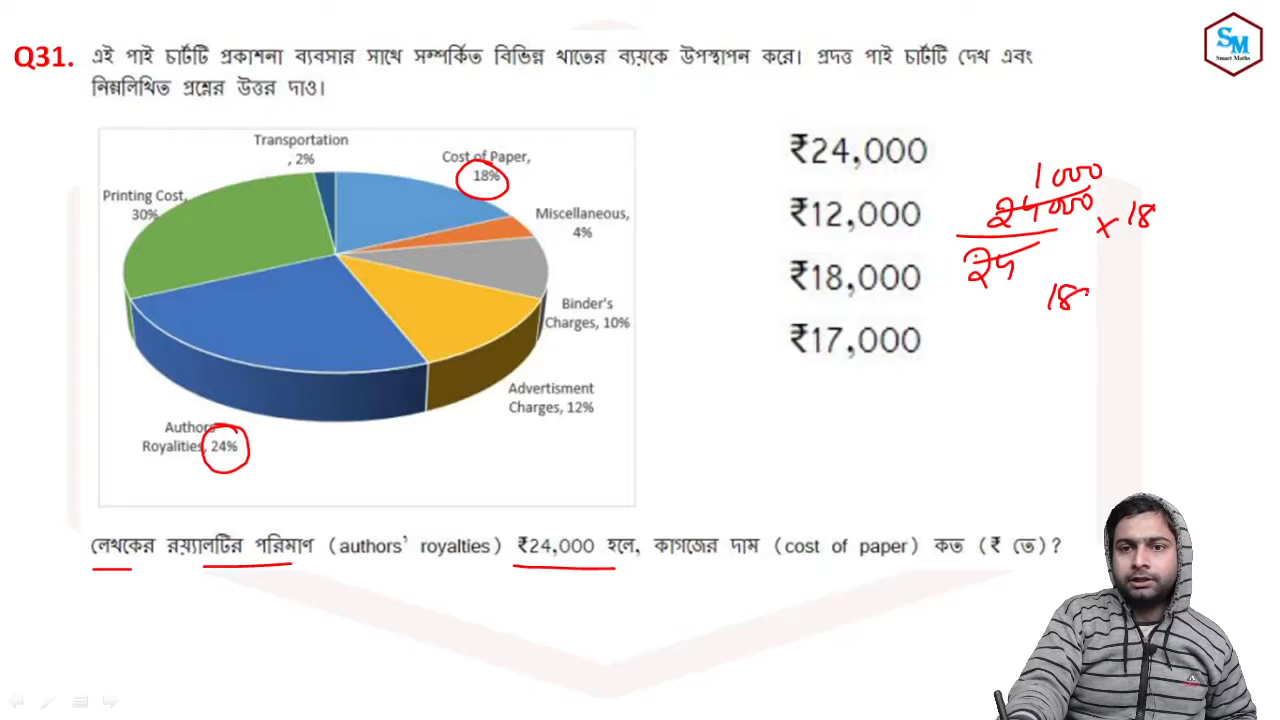 Q31. এই পাই চার্টটি প্রকাশনা ব্যবসার সাথে সম্পর্কিত বিভিন্ন খাতের ব্যয়কে উপস্থাপন করে। প্রদত্ত পাই চার্টটি দেখ এবং
নিম্নলিখিত প্রশ্নের উত্তর দাও।
SM
Smart Maths
Transportation
, 2%
Cost of Paper,
18%
Printing Cost,
30%
Miscellaneous,
4%
Binder's
Charges, 10%
Advertisment
Charges, 12%
Authors
Royalities, 24%
₹24,000
₹12,000
₹18,000
₹17,000
1000
24000
× 18
24
18
লেখকের রয়্যালটির পরিমাণ (authors' royalties) ₹24,000 হলে, কাগজের দাম (cost of paper) কত (₹ তে)?